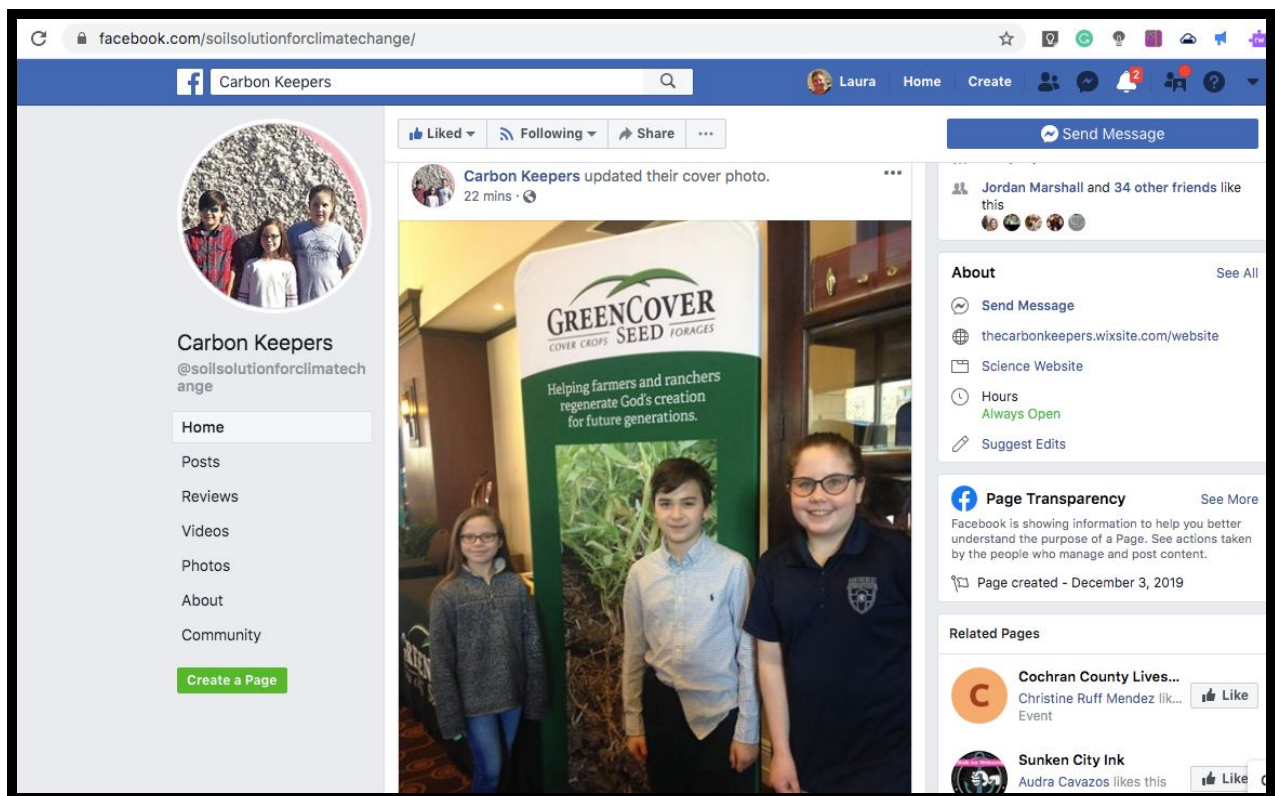 facebook.com/soilsolutionforclimatechange/
Carbon Keepers
Laura
Home
Create
2
Liked
Following
Share
Send Message
Carbon Keepers
@soilsolutionforclimatech
ange
Home
Posts
Reviews
Videos
Photos
About
Community
Create a Page
Carbon Keepers updated their cover photo.
22 mins
GREENCOVER
COVER CROPS SEED FORAGES
Helping farmers and ranchers
regenerate God's creation
for future generations.
Jordan Marshall and 34 other friends like
this
About
See All
Send Message
thecarbonkeepers.wixsite.com/website
Science Website
Hours
Always Open
Suggest Edits
Page Transparency
See More
Facebook is showing information to help you better
understand the purpose of a Page. See actions taken
by the people who manage and post content.
Page created - December 3, 2019
Related Pages
C
Cochran County Lives...
Christine Ruff Mendez lik...
Event
Like
Sunken City Ink
Audra Cavazos likes this
Like